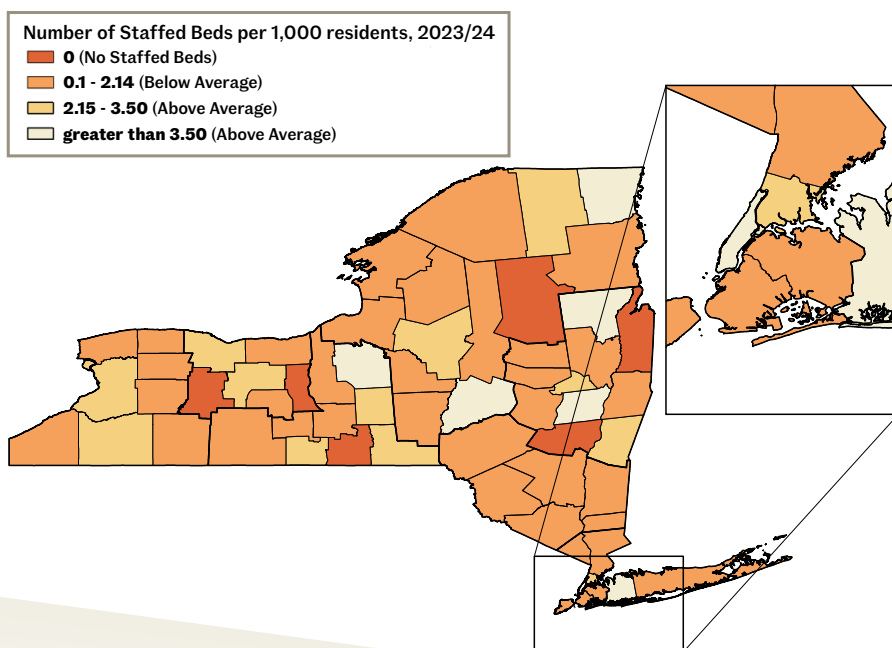 Number of Staffed Beds per 1,000 residents, 2023/24
0 (No Staffed Beds)
0.1 - 2.14 (Below Average)
2.15 - 3.50 (Above Average)
greater than 3.50 (Above Average)